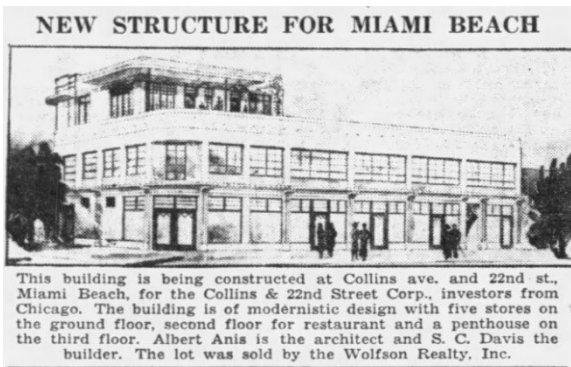 NEW STRUCTURE FOR MIAMI BEACH
This building is being constructed at Collins ave. and 22nd st.,
Miami Beach, for the Collins & 22nd Street Corp., investors from
Chicago. The building is of modernistic design with five stores on
the ground floor, second floor for restaurant and a penthouse on
the third floor. Albert Anis is the architect and S. C. Davis the
builder. The lot was sold by the Wolfson Realty, Inc.